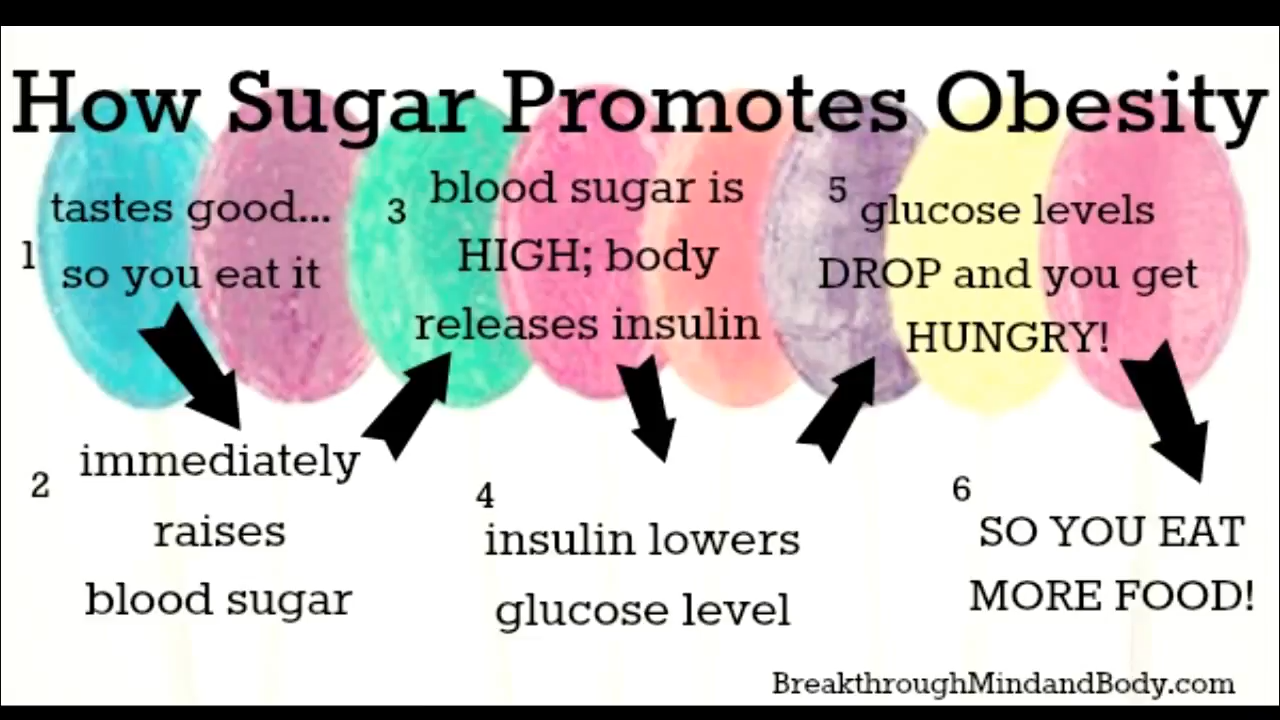 How Sugar Promotes Obesity
1
tastes good...
so you eat it
2
immediately
raises
blood sugar
3
blood sugar is
HIGH; body
releases insulin
4
insulin lowers
glucose level
5
glucose levels
DROP and you get
HUNGRY!
6
SO YOU EAT
MORE FOOD!
BreakthroughMindandBody.com